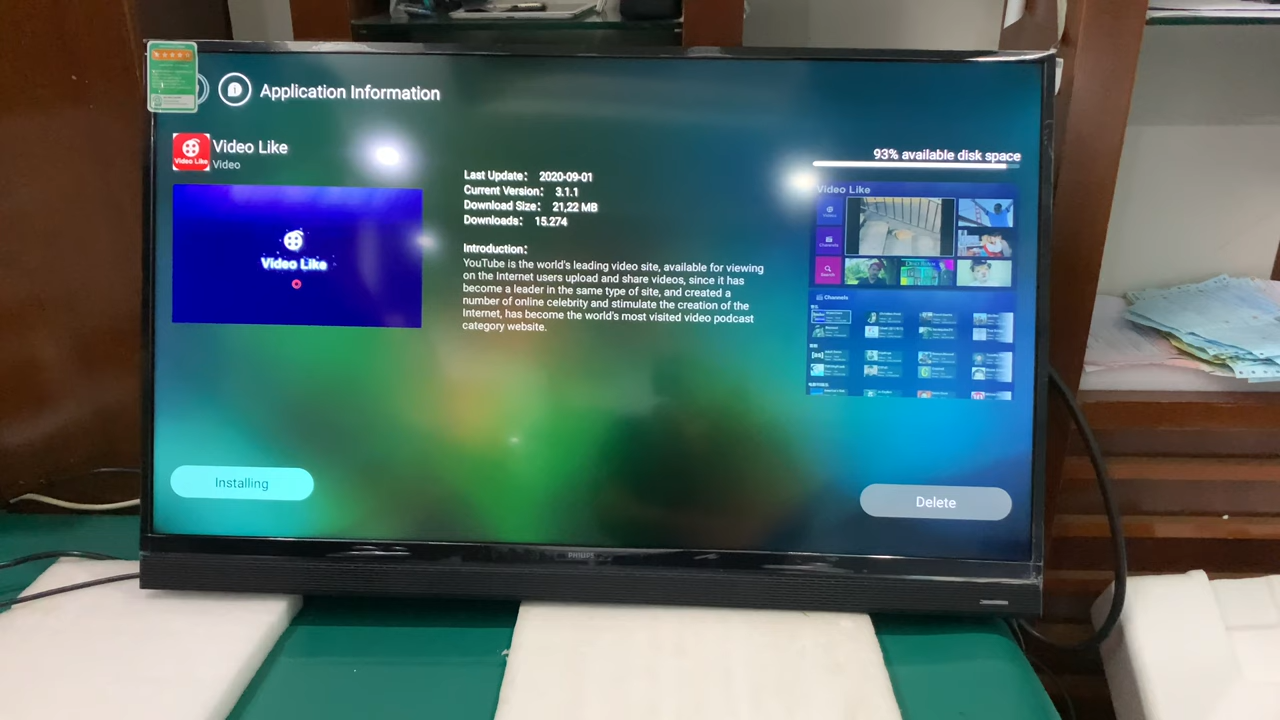 Application Information
Video Like
Video
Video Like
93% available disk space
Last Update: 2020-09-01
Current Version: 3.1.1
Download Size: 21,22 MB
Downloads: 15.274
Introduction:
YouTube is the world's leading video site, available for viewing
on the Internet users upload and share videos, since it has
become a leader in the same type of site, and created a
number of online celebrity and stimulate the creation of the
Internet, has become the world's most visited video podcast
category website.
Video Like
Video Like
Channels
Search
Channels
Installing
Delete
PHILIPS